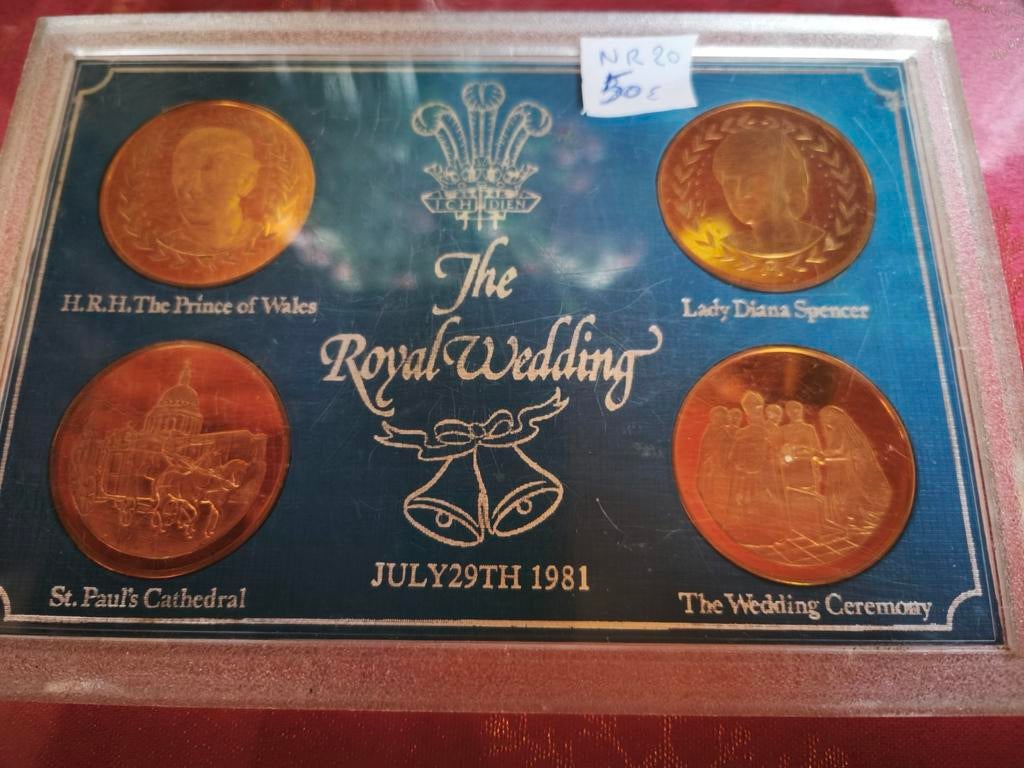 NR 20
50€
ICH DIEN
The
Royal Wedding
H.R.H. The Prince of Wales
Lady Diana Spencer
St. Paul's Cathedral
The Wedding Ceremony
JULY 29TH 1981